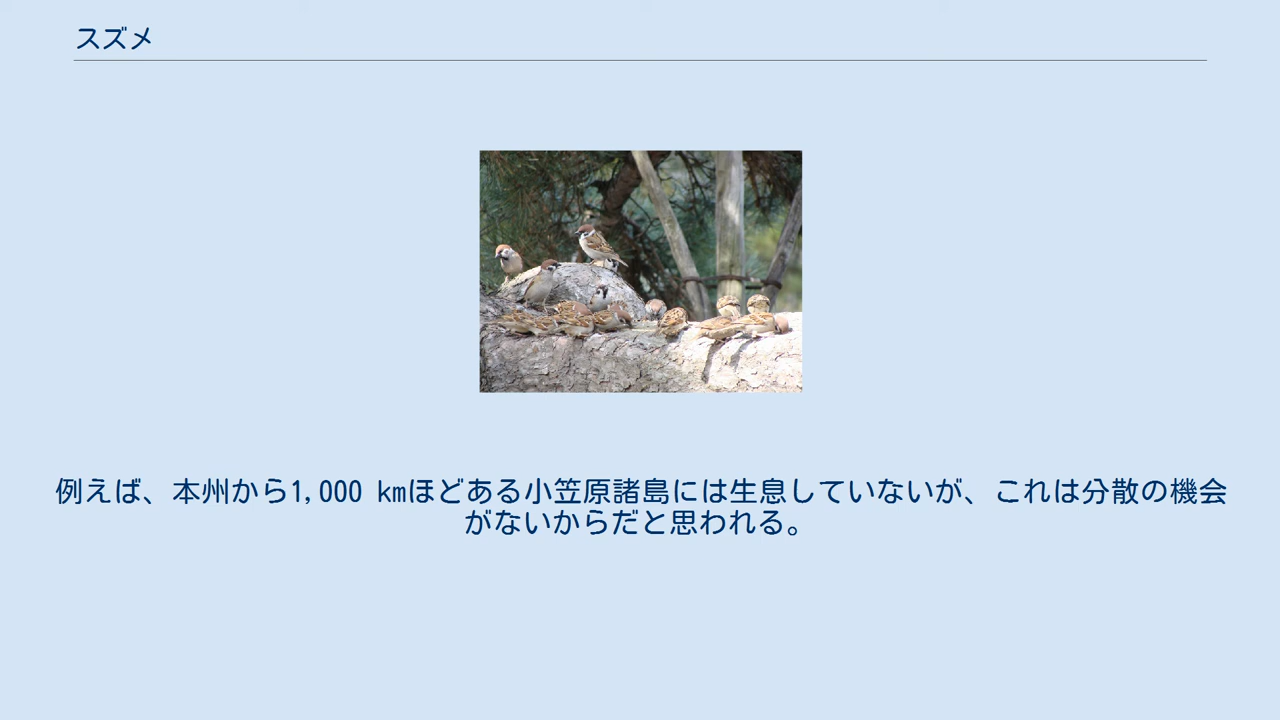 スズメ
例えば、本州から1,000 kmほどある小笠原諸島には生息していないが、これは分散の機会
がないからだと思われる。